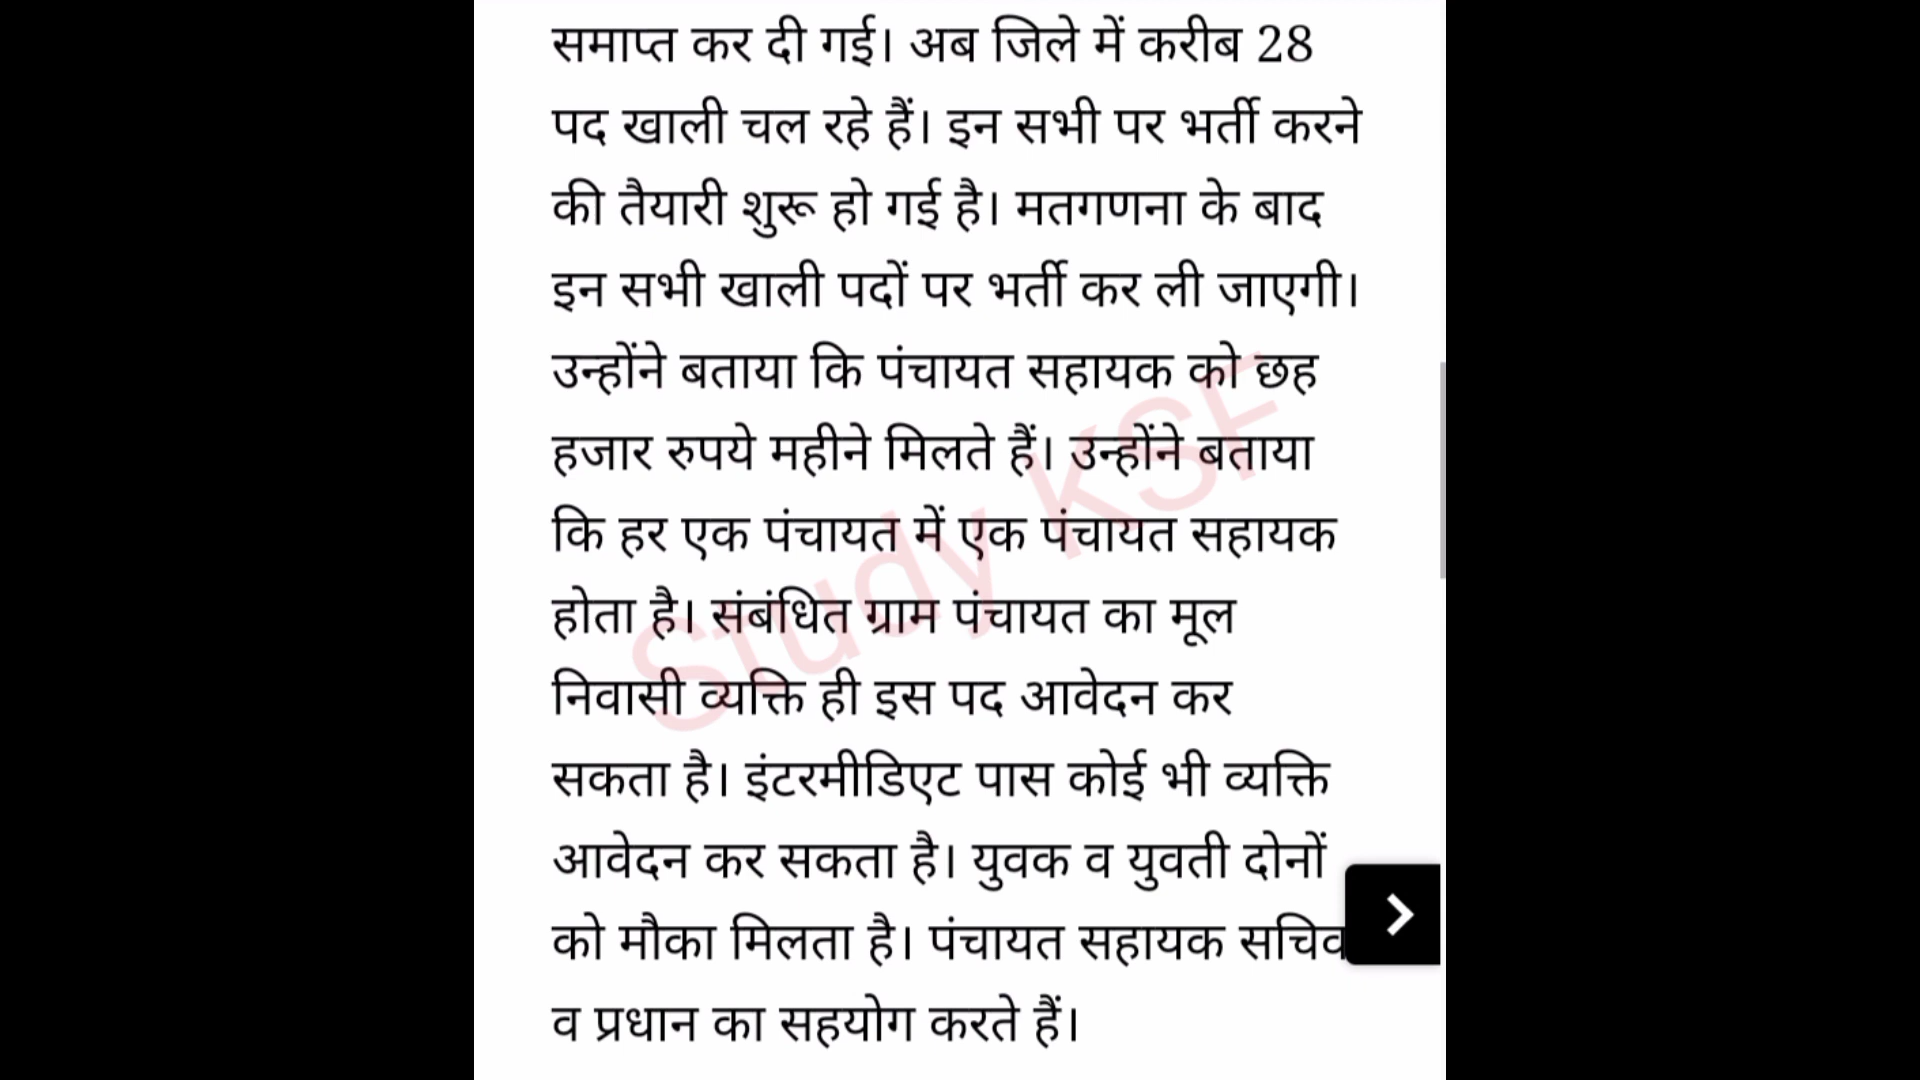 समाप्त कर दी गई। अब जिले में करीब 28
पद खाली चल रहे हैं। इन सभी पर भर्ती करने
की तैयारी शुरू हो गई है। मतगणना के बाद
इन सभी खाली पदों पर भर्ती कर ली जाएगी।
उन्होंने बताया कि पंचायत सहायक को छह
हजार रुपये महीने मिलते हैं। उन्होंने बताया
कि हर एक पंचायत में एक पंचायत सहायक
होता है। संबंधित ग्राम पंचायत का मूल
निवासी व्यक्ति ही इस पद आवेदन कर
सकता है। इंटरमीडिएट पास कोई भी व्यक्ति
आवेदन कर सकता है। युवक व युवती दोनों
को मौका मिलता है। पंचायत सहायक सचिव
व प्रधान का सहयोग करते हैं।
Study KSF